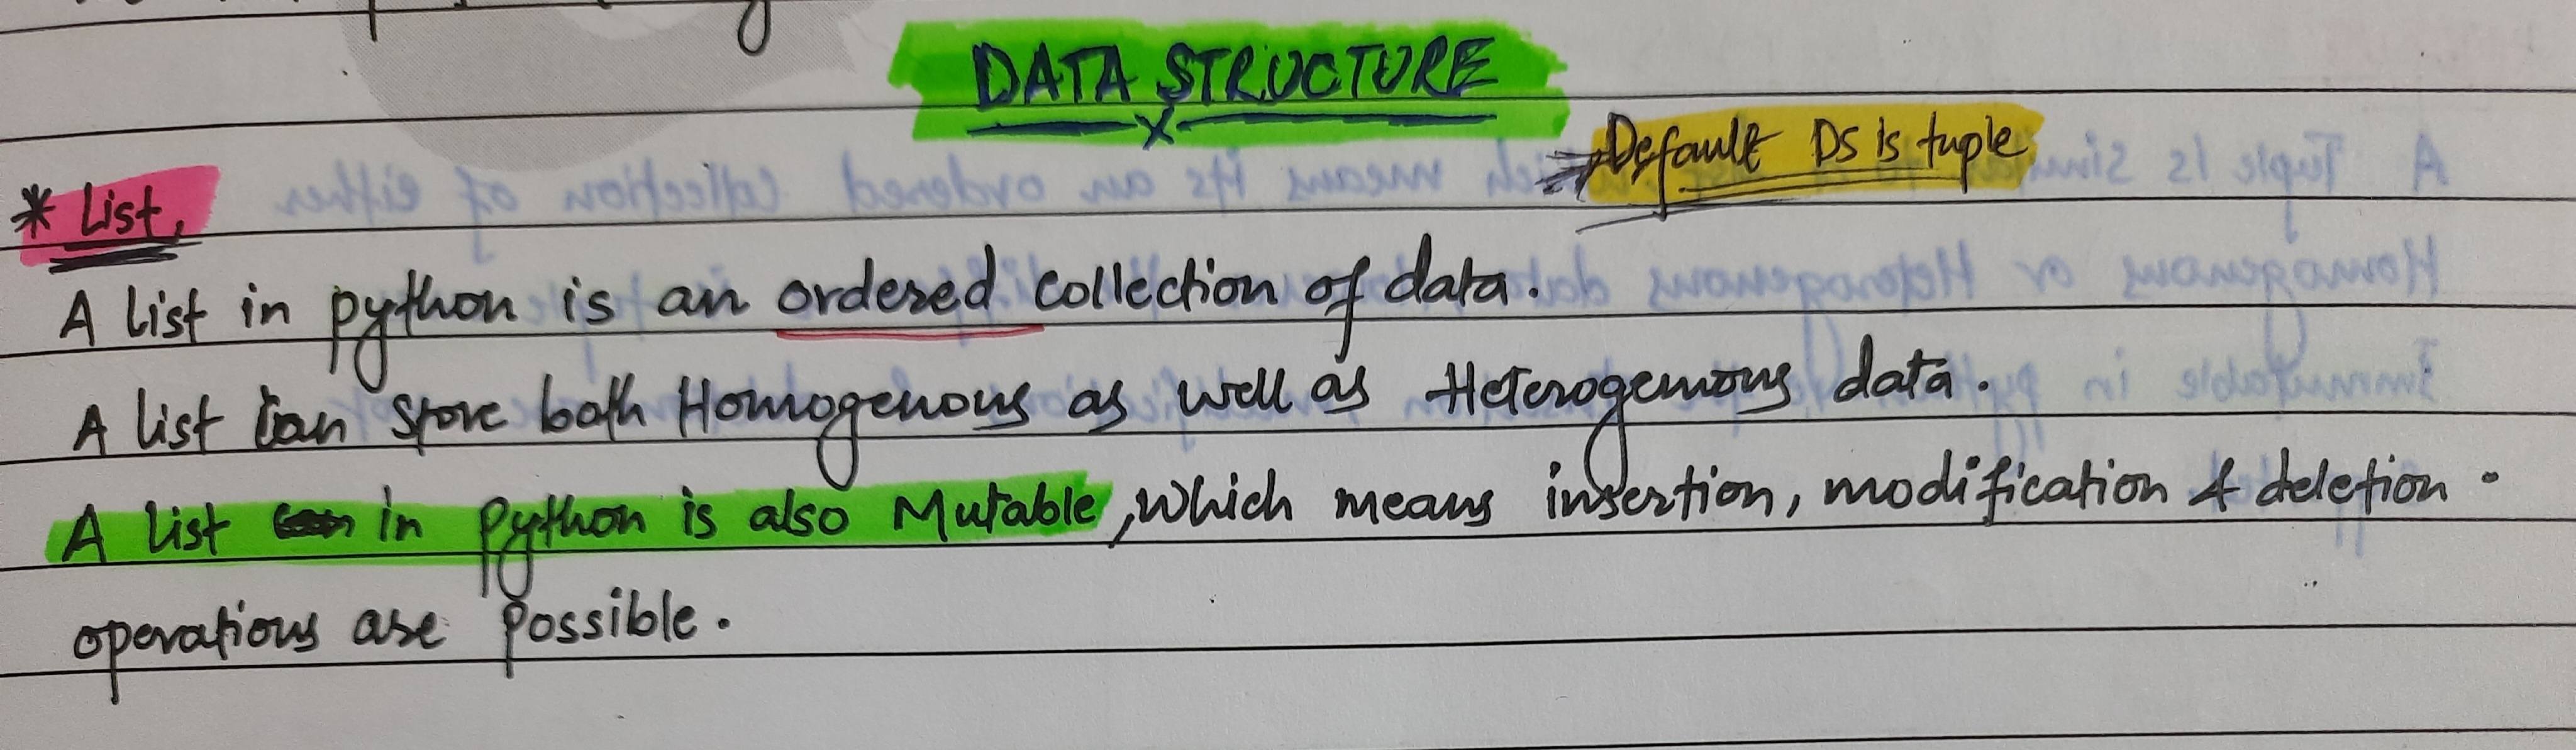 DATA STRUCTURE
Default DS is tuple
* List.
A list in python is an ordered collection of data.
A list can store both Homogenous as well as Heterogenous data.
A list in python is also Mutable, which means insertion, modification & deletion
operations are possible.